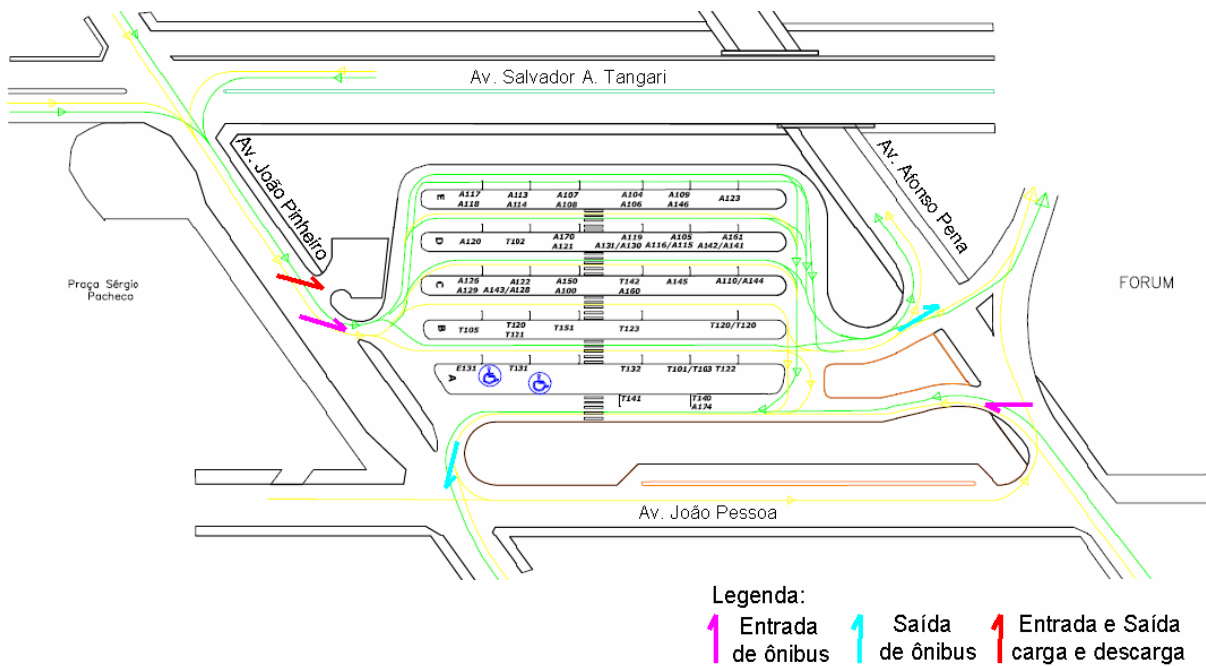 Av. Salvador A. Tangari
Av. João Pinheiro
Av. Afonso Pena
Praça Sérgio
Pacheco
FORUM
E
A117 A113 A107 A104 A109 A123
A118 A114 A108 A106 A146
D
A120 T102 A170 A119 A105 A161
A121 A131/A130 A116/A115 A142/A141
C
A126 A122 A150 T142 A145 A110/A144
A129 A143/A128 A100 A160
B
T105 T120 T151 T123 T120/T120
T121
A
E131 T131 T132 T101/T103 T122
T141 T140
A174
Av. João Pessoa
Legenda:
Entrada
de ônibus
Saída
de ônibus
Entrada e Saída
carga e descarga